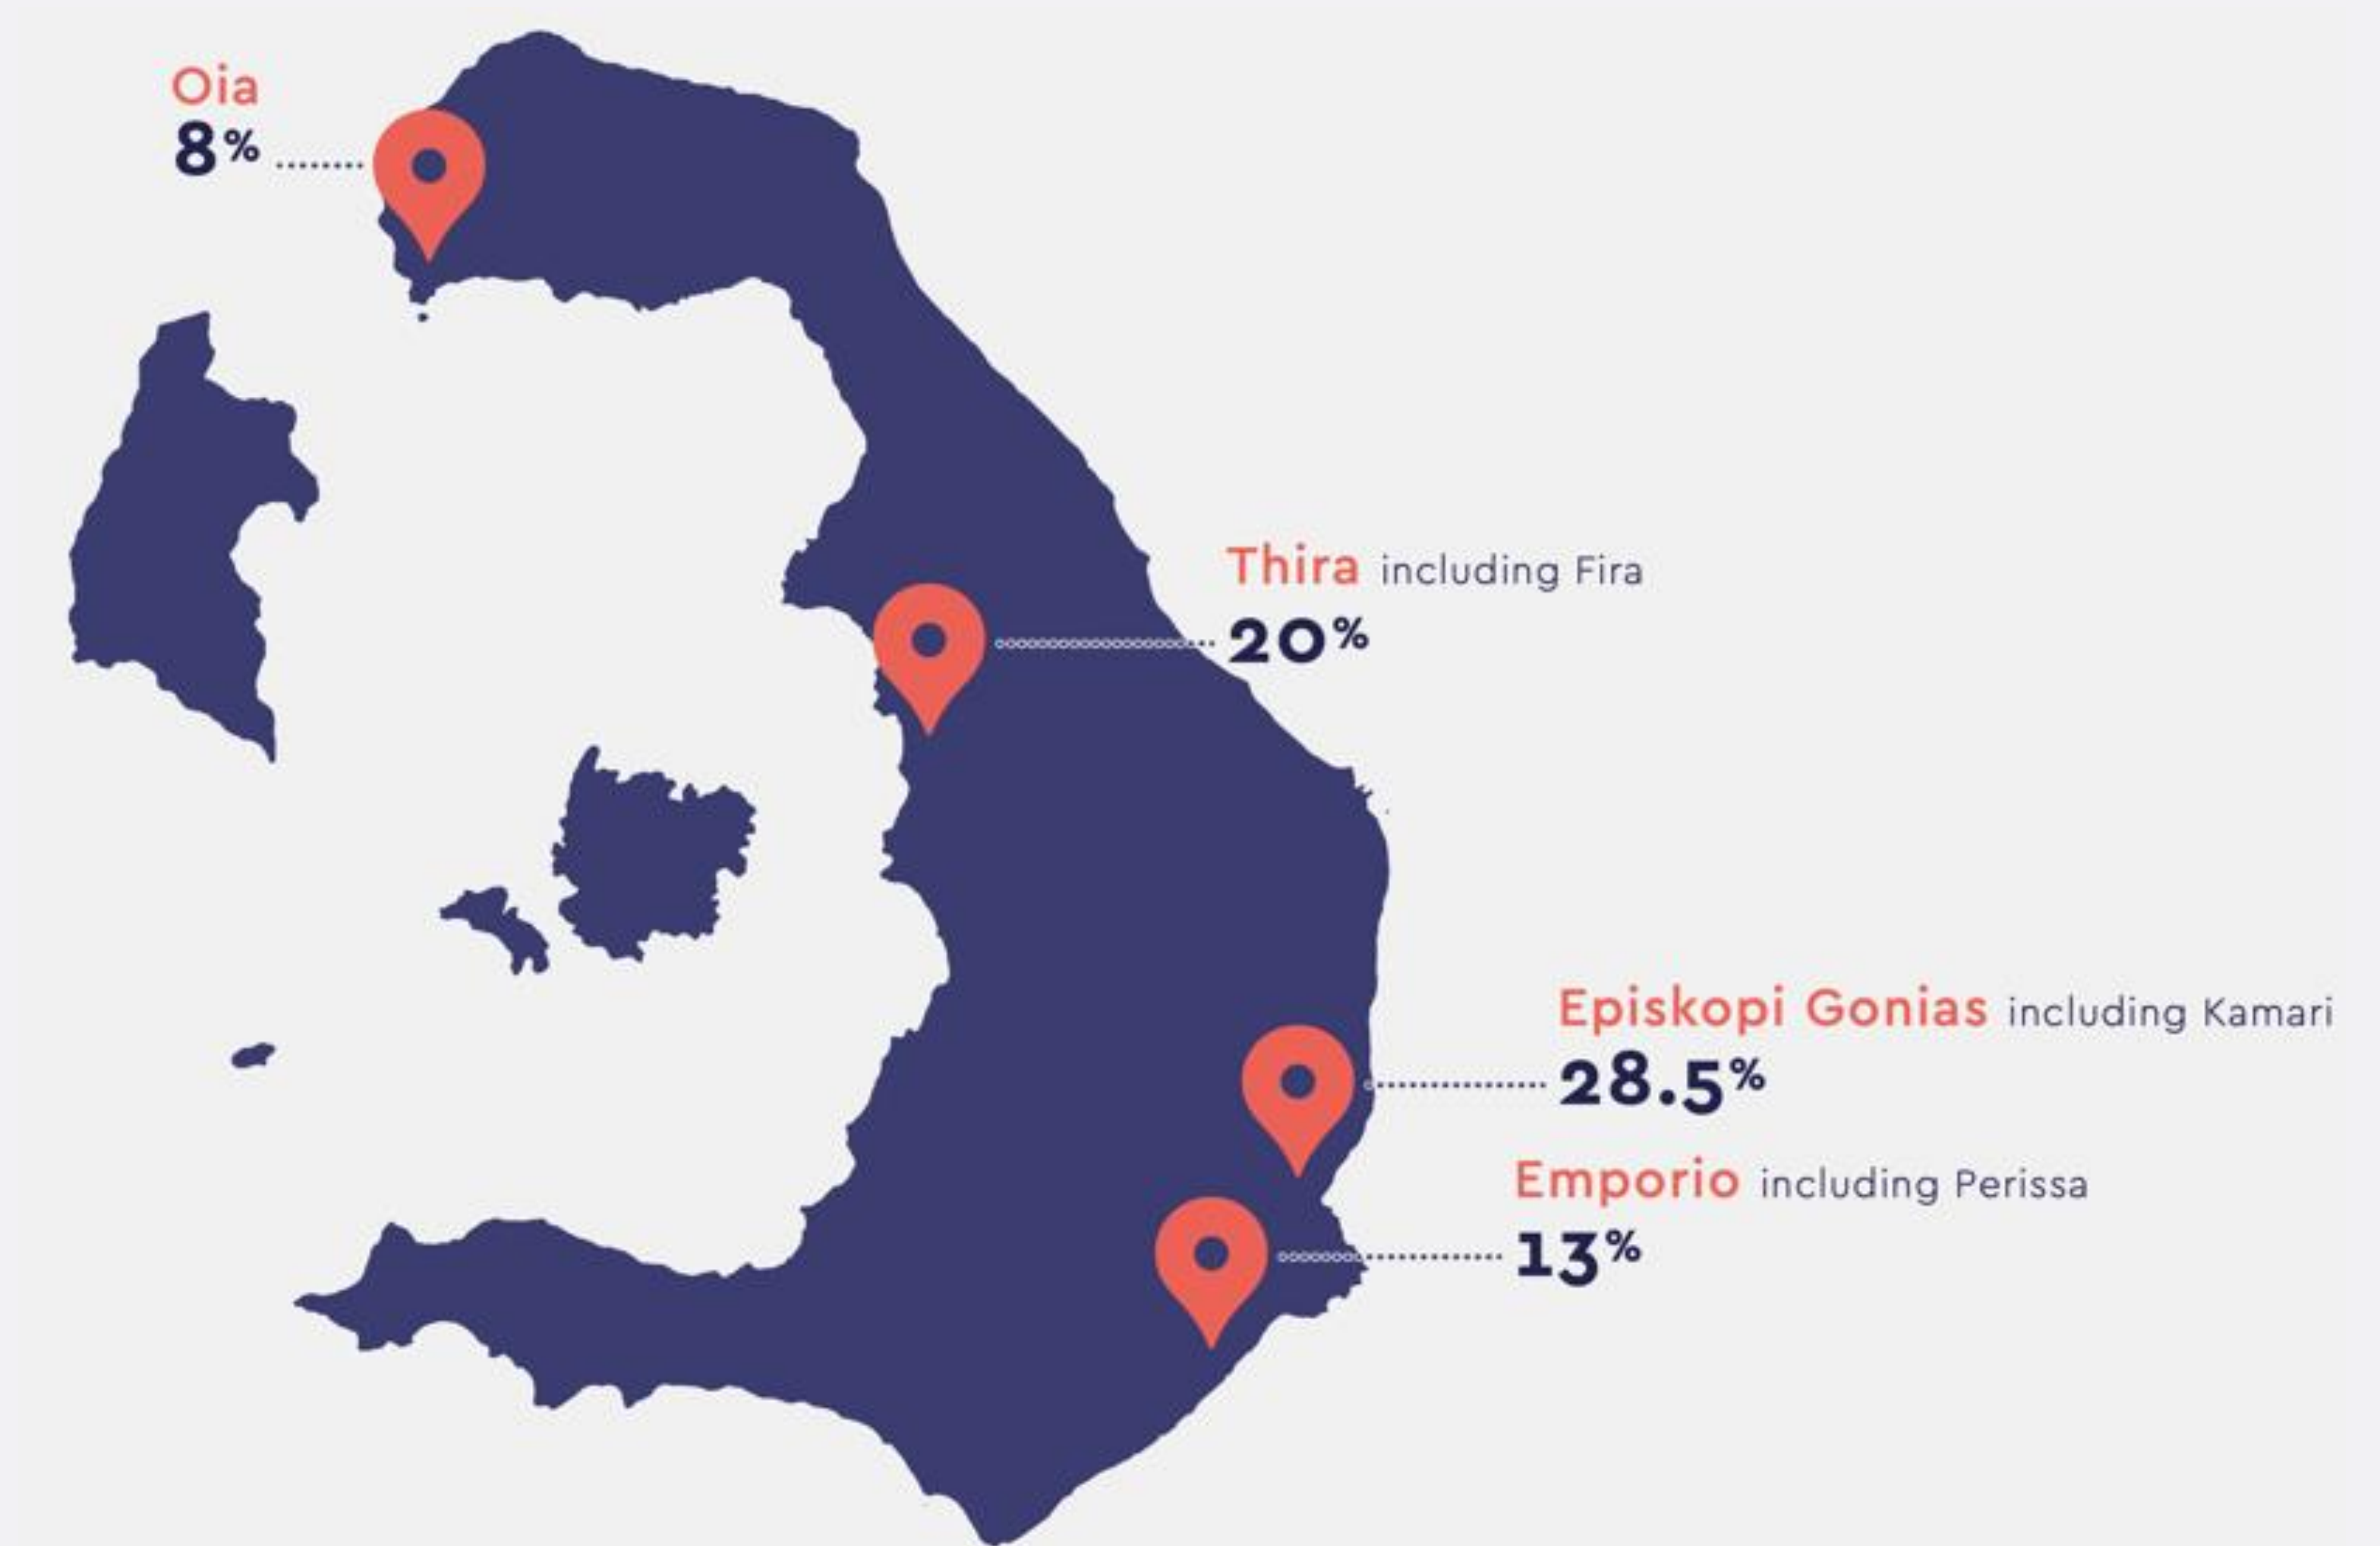 Oia
8%
Thira including Fira
20%
Episkopi Gonias including Kamari
28.5%
Emporio including Perissa
13%